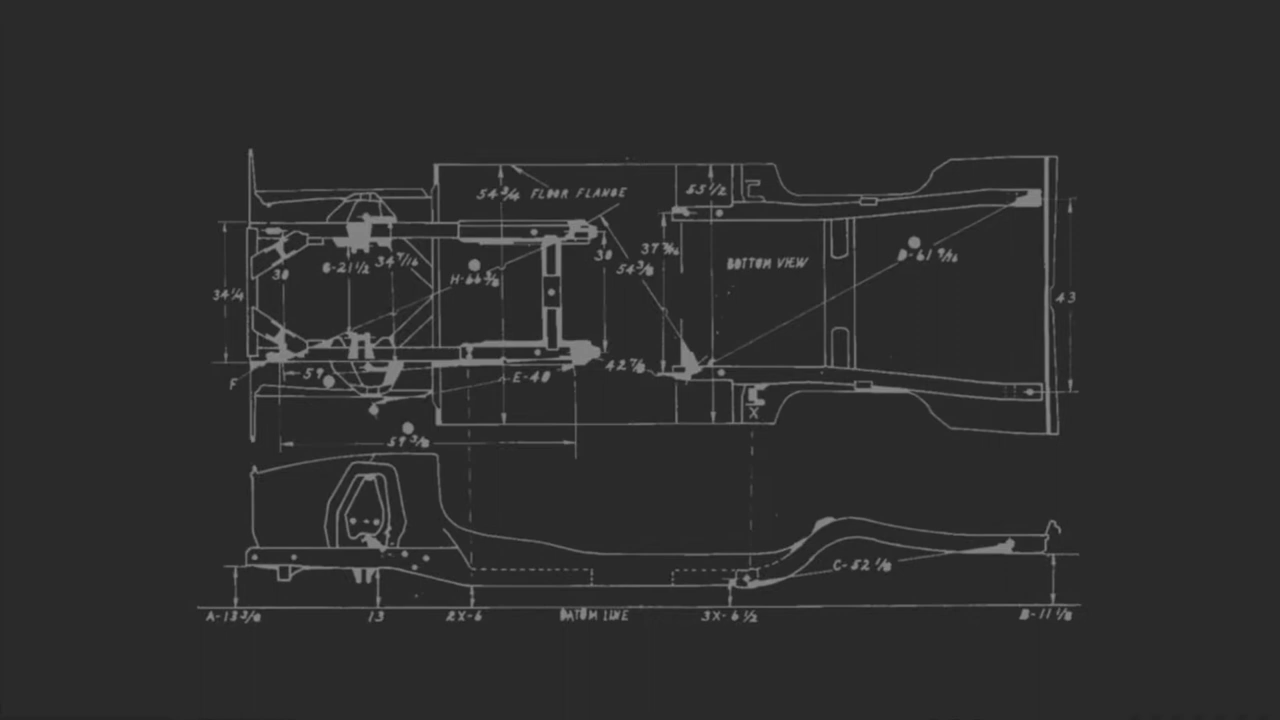 54 3/4 FLOOR FLANGE
55 1/2
30
G-21 1/2
34 7/16
H-66 3/8
30
54 3/8
37 3/16
BOTTOM VIEW
D-61 9/16
34 1/4
43
F
59
E-40
42 7/8
X
59 3/8
C-52 1/8
A-13 3/8
13
2X-6
DATUM LINE
3X-6 1/2
B-11 1/8